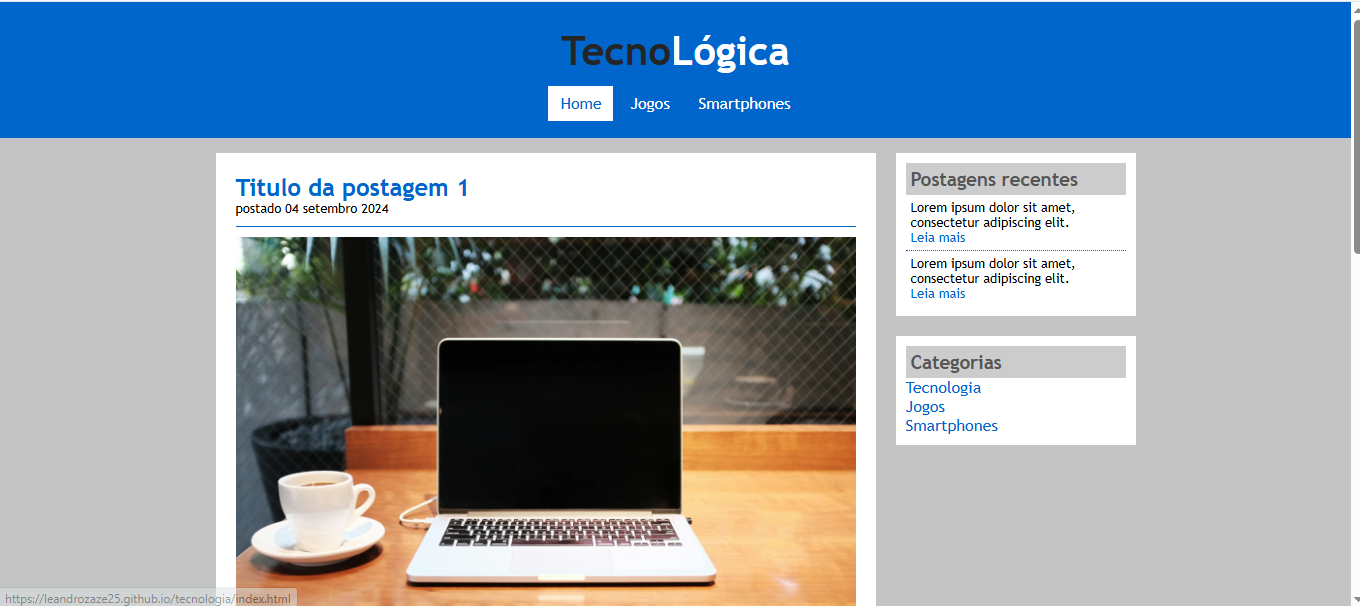 TecnoLógica
Home Jogos Smartphones
Titulo da postagem 1
postado 04 setembro 2024
Postagens recentes
Lorem ipsum dolor sit amet,
consectetur adipiscing elit.
Leia mais
Lorem ipsum dolor sit amet,
consectetur adipiscing elit.
Leia mais
Categorias
Tecnologia
Jogos
Smartphones
https://leandrozaze25.github.io/tecnologia/index.html